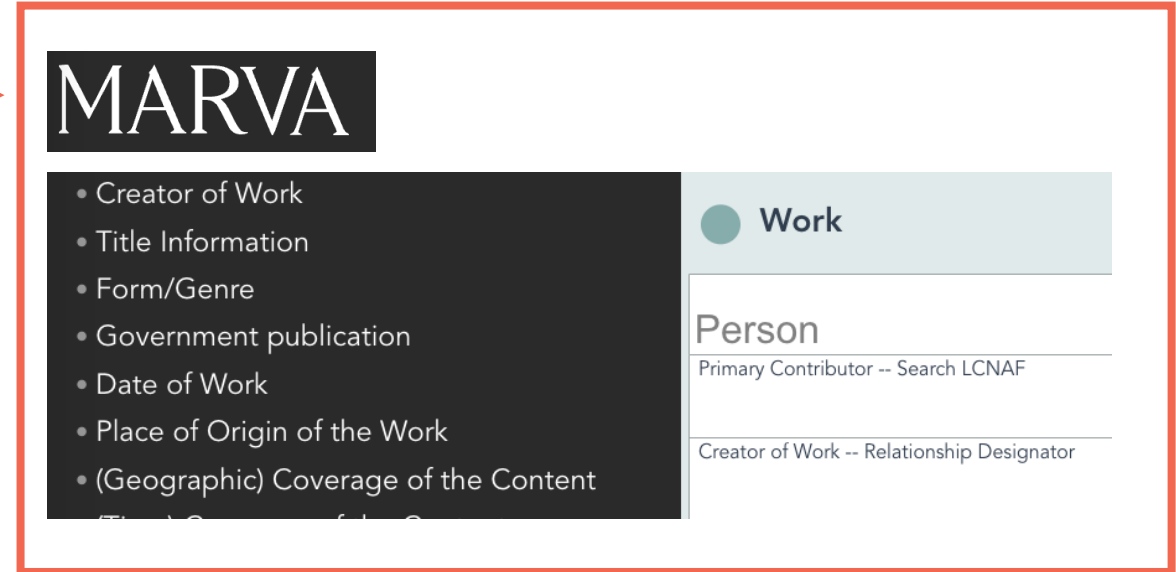 MARVA
Creator of Work
Title Information
Form/Genre
Government publication
Date of Work
Place of Origin of the Work
(Geographic) Coverage of the Content
Work
Person
Primary Contributor -- Search LCNAF
Creator of Work -- Relationship Designator